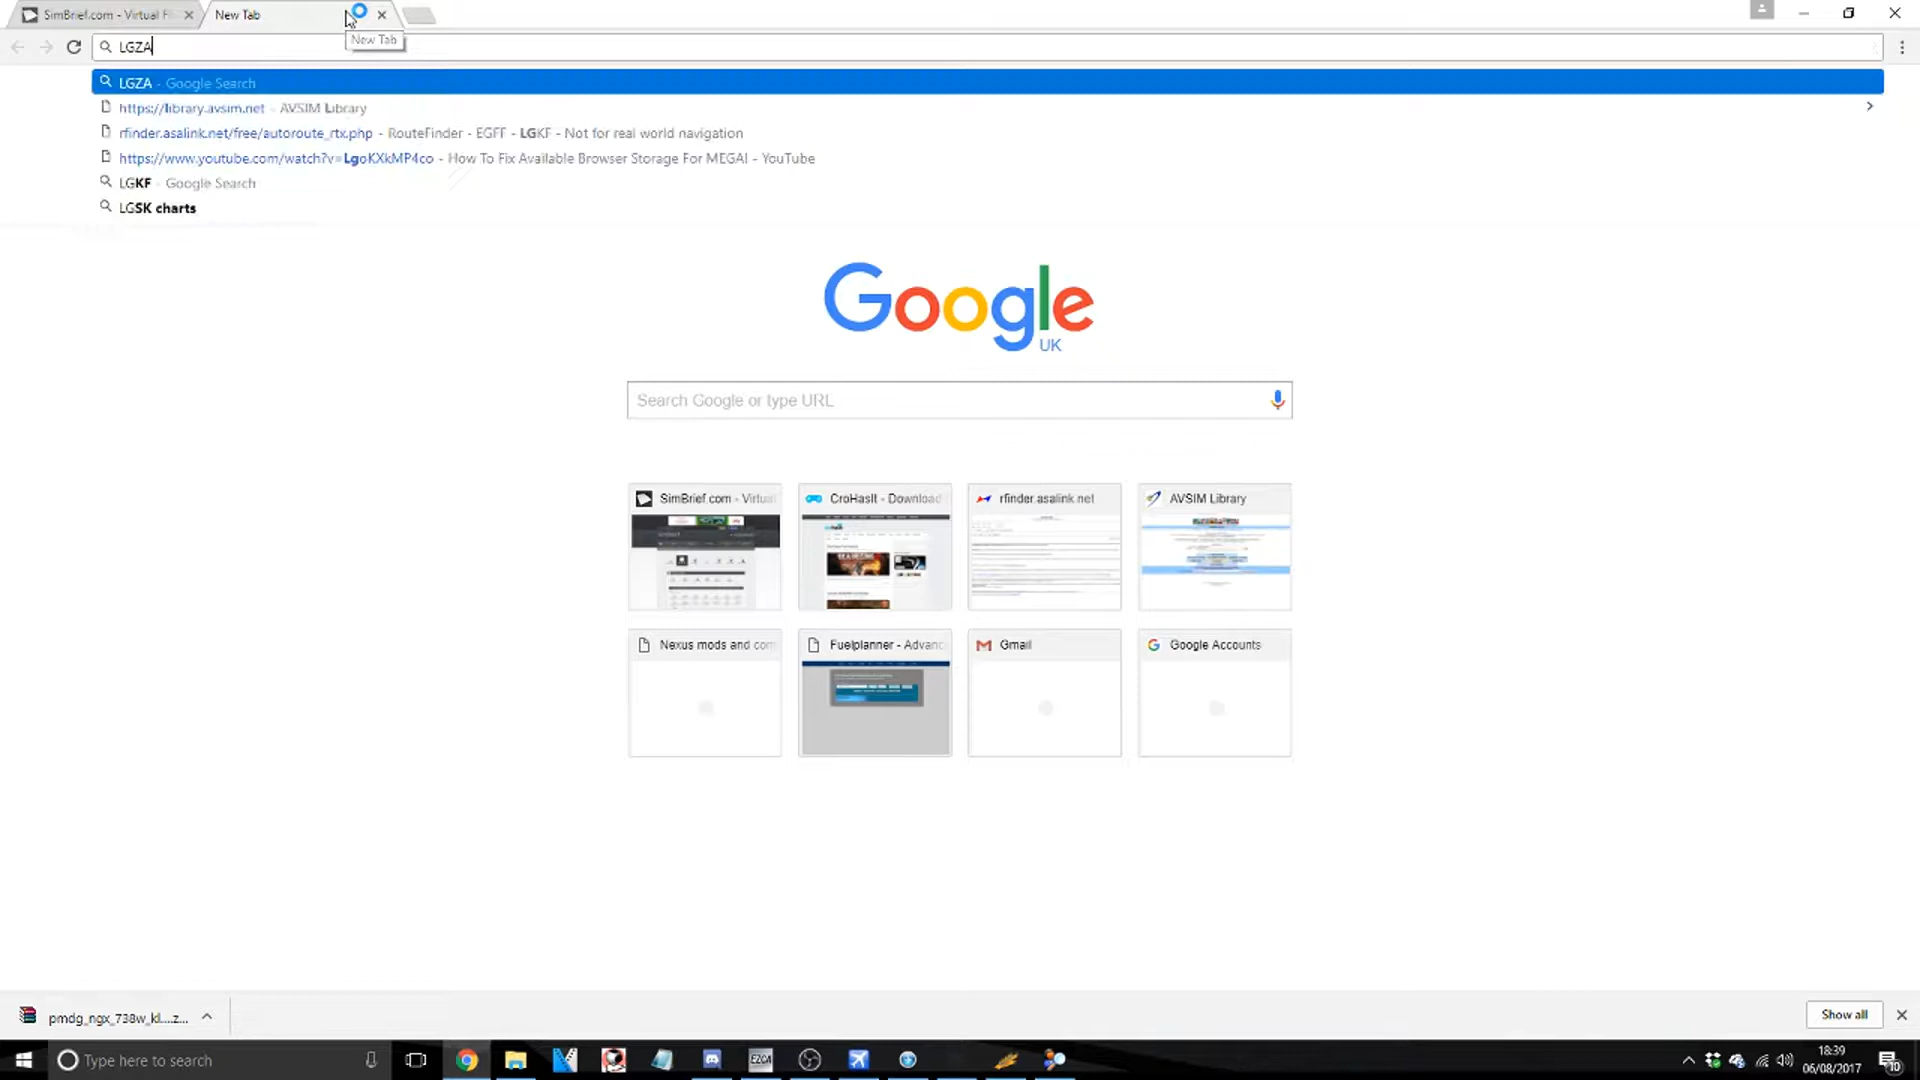 SimBrief.com - Virtual Fli
New Tab
New Tab
LGZA
LGZA - Google Search
https://library.avsim.net - AVSIM Library
rfinder.asalink.net/free/autoroute_rtx.php - RouteFinder - EGFF - LGKF - Not for real world navigation
https://www.youtube.com/watch?v=LgoKXkMP4co - How To Fix Available Browser Storage For MEGA! - YouTube
LGKF - Google Search
LGSK charts
Google
UK
Search Google or type URL
SimBrief.com - Virtual
CroHasIt - Download
rfinder.asalink.net
AVSIM Library
Nexus mods and com
Fuelplanner - Advanc
Gmail
Google Accounts
pmdg_ngx_738w_kl....z...
Show all
Type here to search
EZCA
18:39
06/08/2017
10